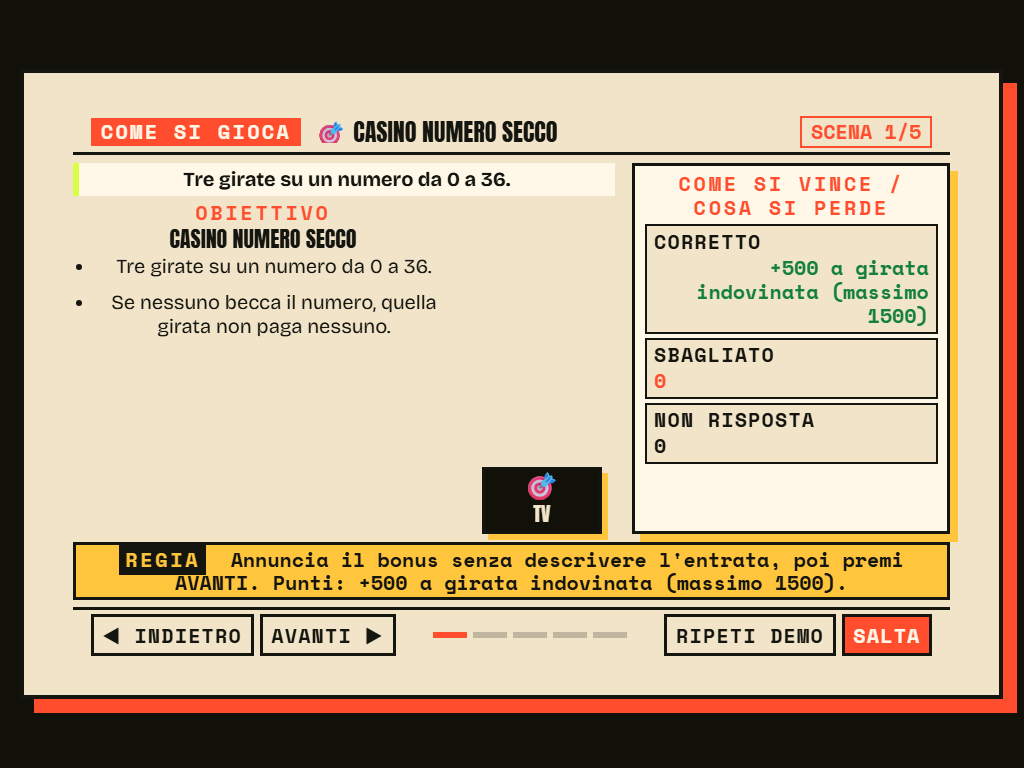 COME SI GIOCA
CASINO NUMERO SECCO
SCENA 1/5
Tre girate su un numero da 0 a 36.
OBIETTIVO
CASINO NUMERO SECCO
• Tre girate su un numero da 0 a 36.
• Se nessuno becca il numero, quella
girata non paga nessuno.
TV
COME SI VINCE /
COSA SI PERDE
CORRETTO
+500 a girata
indovinata (massimo
1500)
SBAGLIATO
0
NON RISPOSTA
0
REGIA Annuncia il bonus senza descrivere l'entrata, poi premi
AVANTI. Punti: +500 a girata indovinata (massimo 1500).
◀ INDIETRO
AVANTI ▶
RIPETI DEMO
SALTA